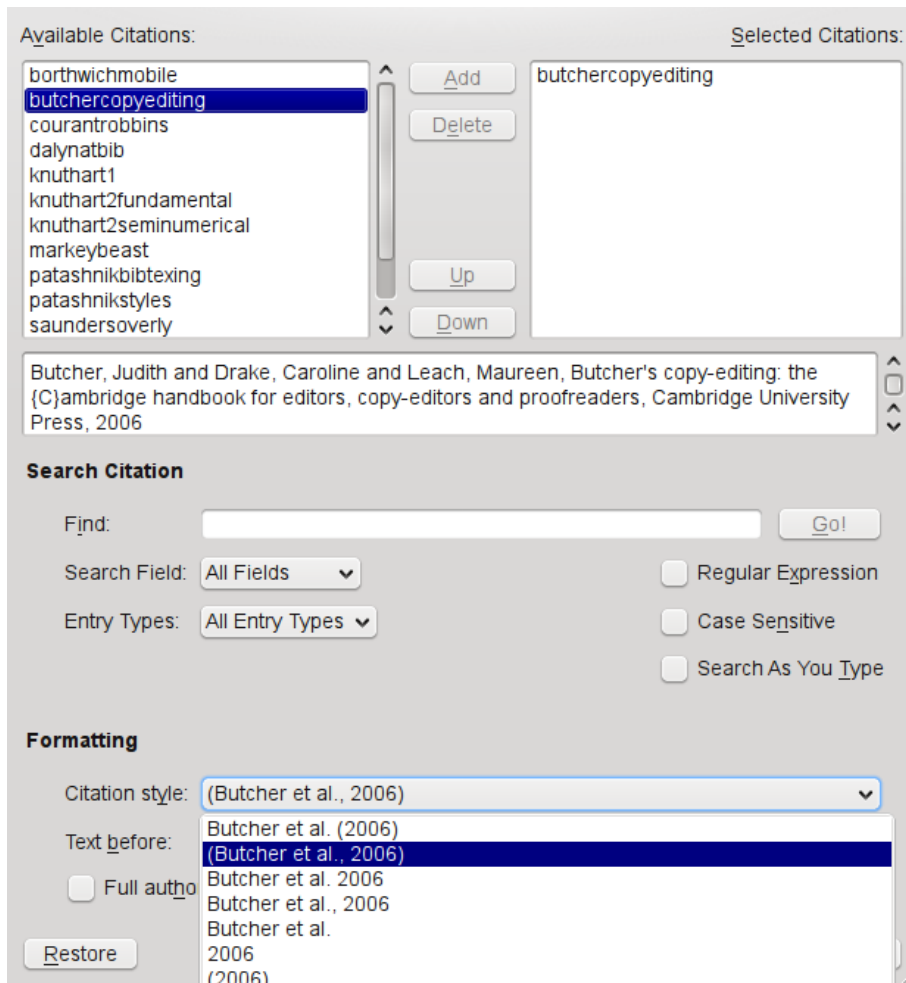 Available Citations:
Selected Citations:
borthwichmobile
butchercopyediting
courantrobbins
dalynatbib
knuthart1
knuthart2fundamental
knuthart2seminumerical
markeybeast
patashnikbibtexing
patashnikstyles
saundersoverly
Add
Delete
Up
Down
butchercopyediting
Butcher, Judith and Drake, Caroline and Leach, Maureen, Butcher's copy-editing: the
{C}ambridge handbook for editors, copy-editors and proofreaders, Cambridge University
Press, 2006
Search Citation
Find:
Go!
Search Field: All Fields
Regular Expression
Entry Types: All Entry Types
Case Sensitive
Search As You Type
Formatting
Citation style: (Butcher et al., 2006)
Text before:
Butcher et al. (2006)
(Butcher et al., 2006)
Full autho
Butcher et al. 2006
Butcher et al., 2006
Butcher et al.
Restore
2006
(2006)